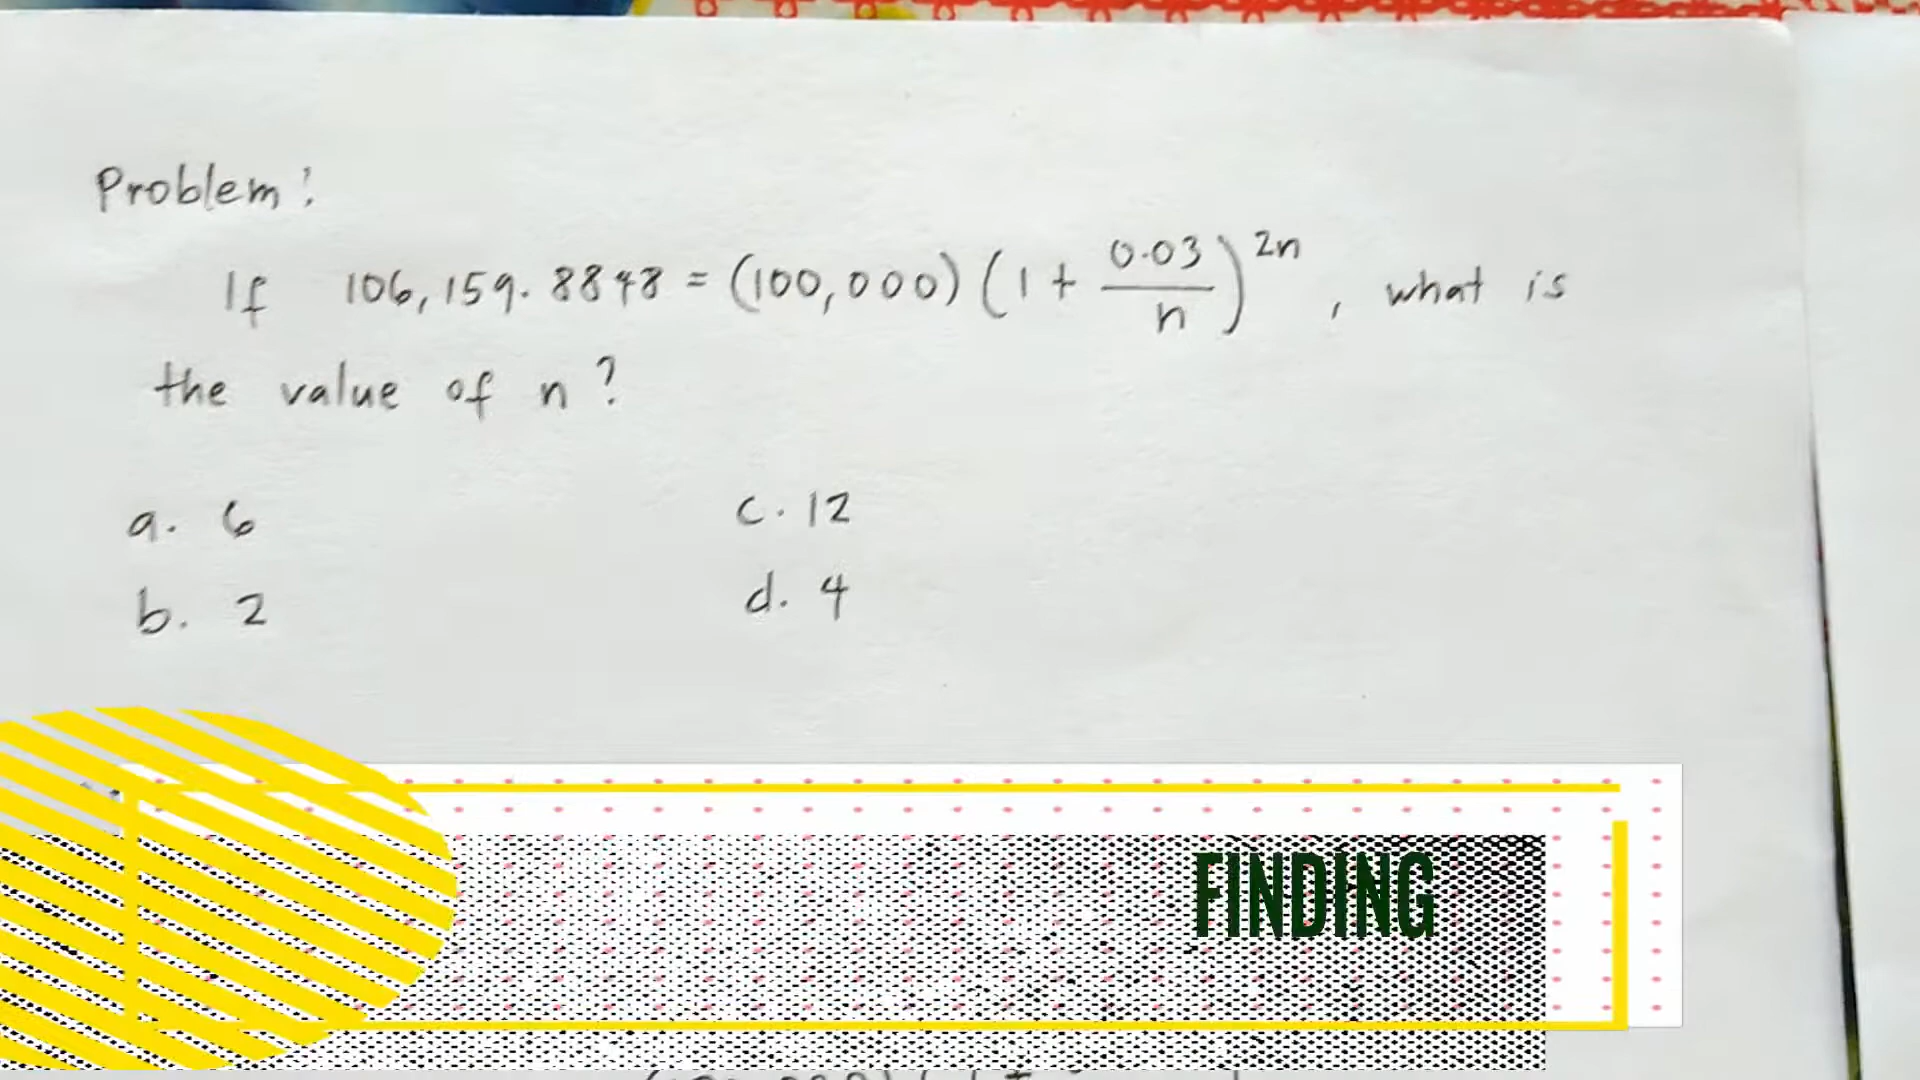 Problem:
If 106,159.8848 = (100,000) (1 + 0.03/n)^2n, what is
the value of n?
a. 6
c. 12
b. 2
d. 4
FINDING